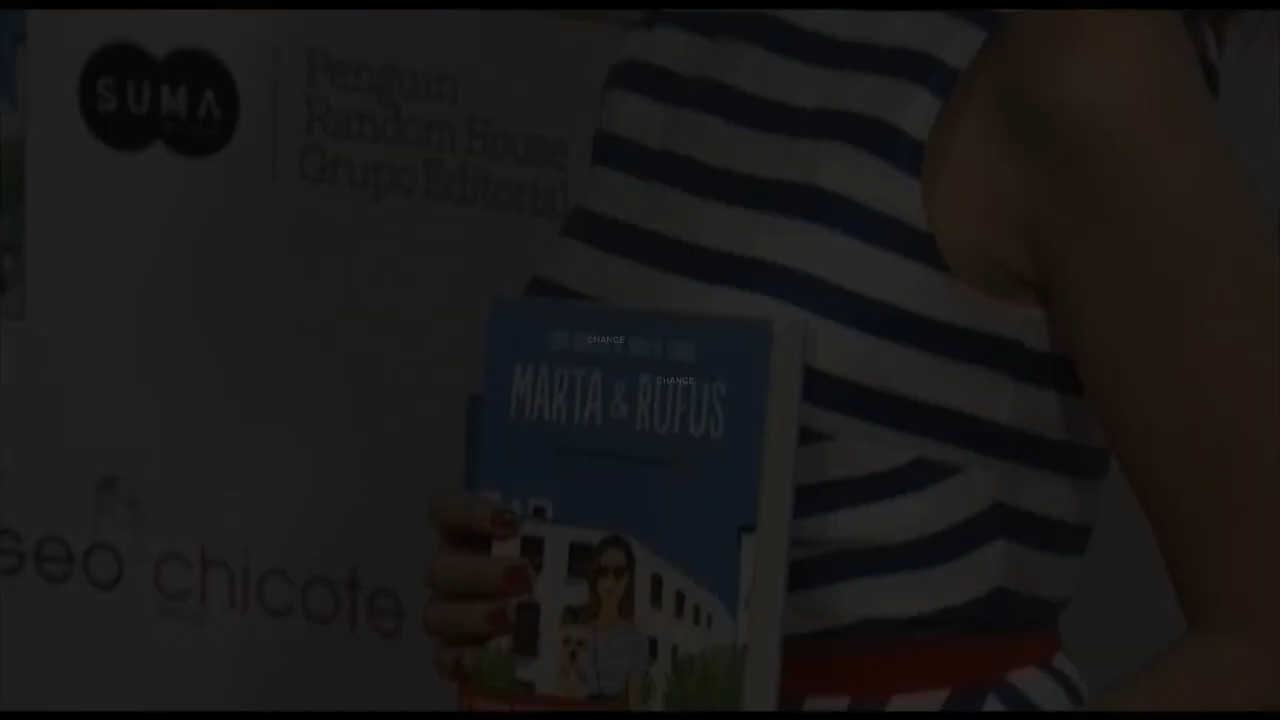 SUMA
Penguin
Random House
Grupo Editorial
CHANCE
CHANCE
MARTA & RUFUS
seo chicote